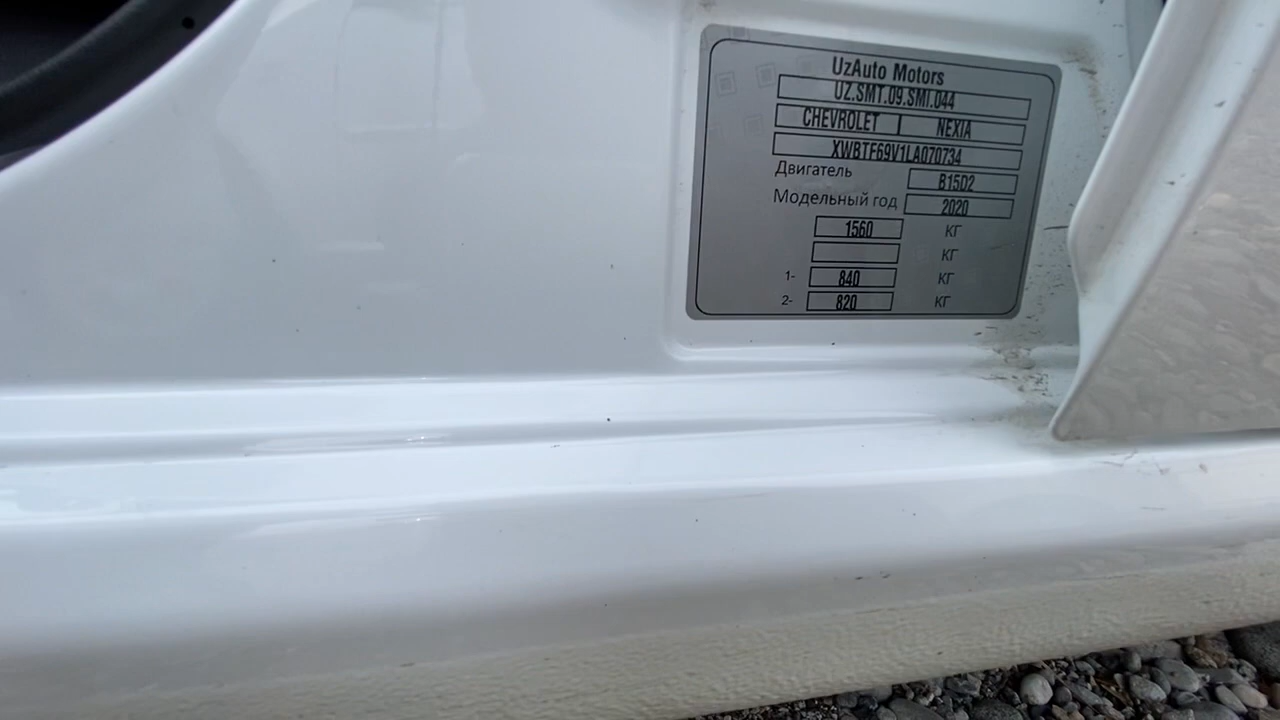 UzAuto Motors
UZ.SMT.09.SMI.044
CHEVROLET NEXIA
XWBTF69V1LA070734
Двигатель B15D2
Модельный год 2020
1560 КГ
КГ
1- 840 КГ
2- 820 КГ